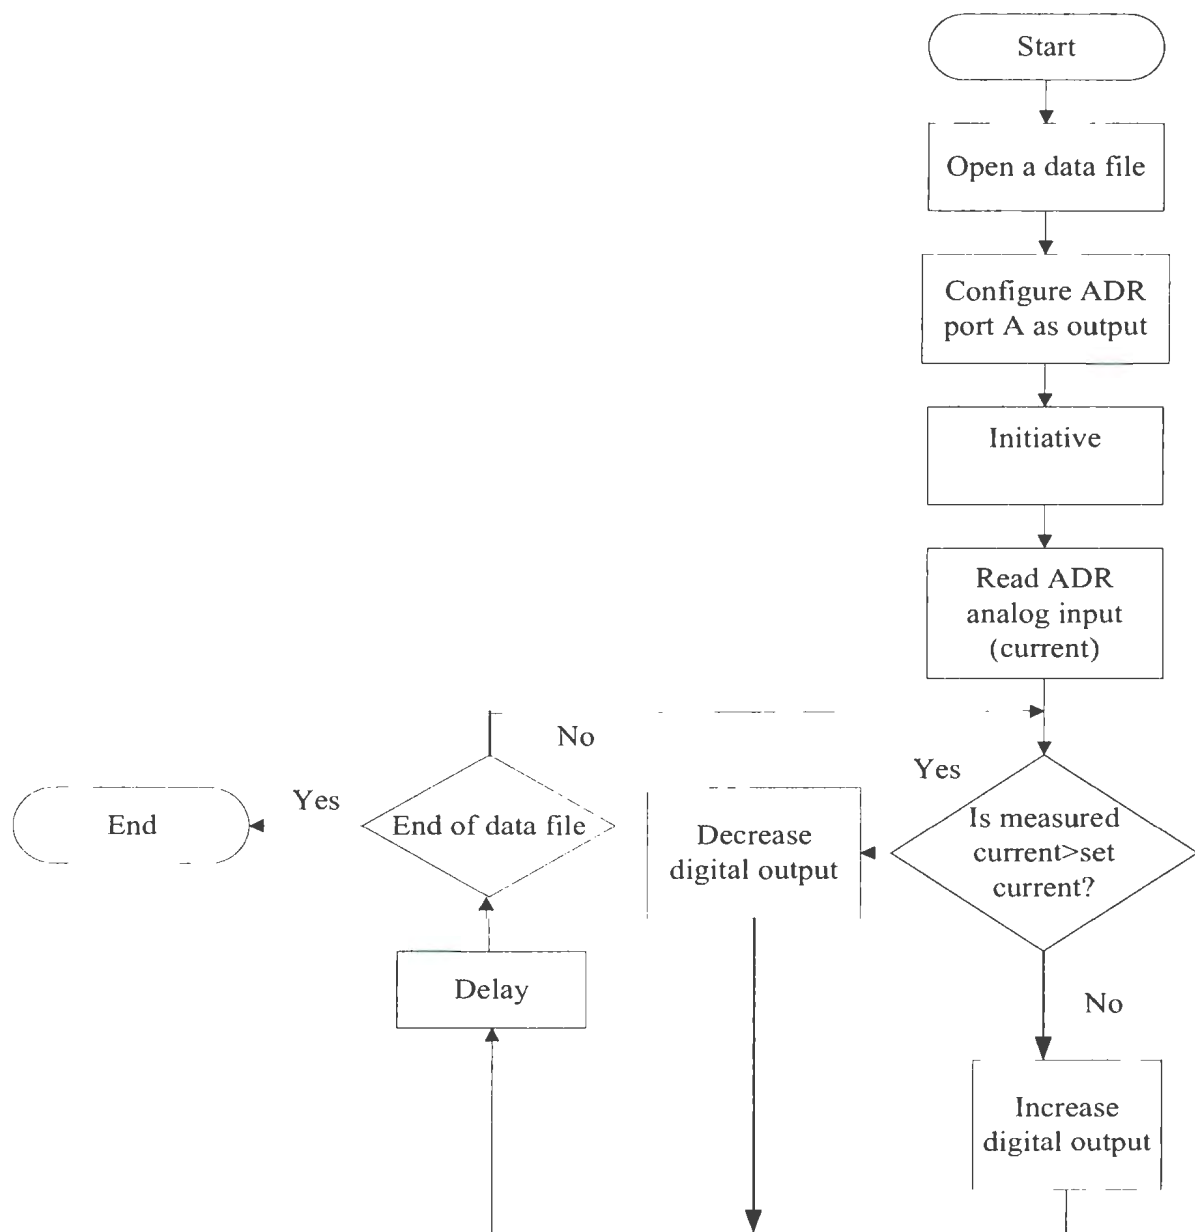 Start
Open a data file
Configure ADR
port A as output
Initiative
Read ADR
analog input
(current)
No
Yes
Is measured
current>set
current?
Decrease
digital output
End of data file
Yes
End
Delay
No
Increase
digital output